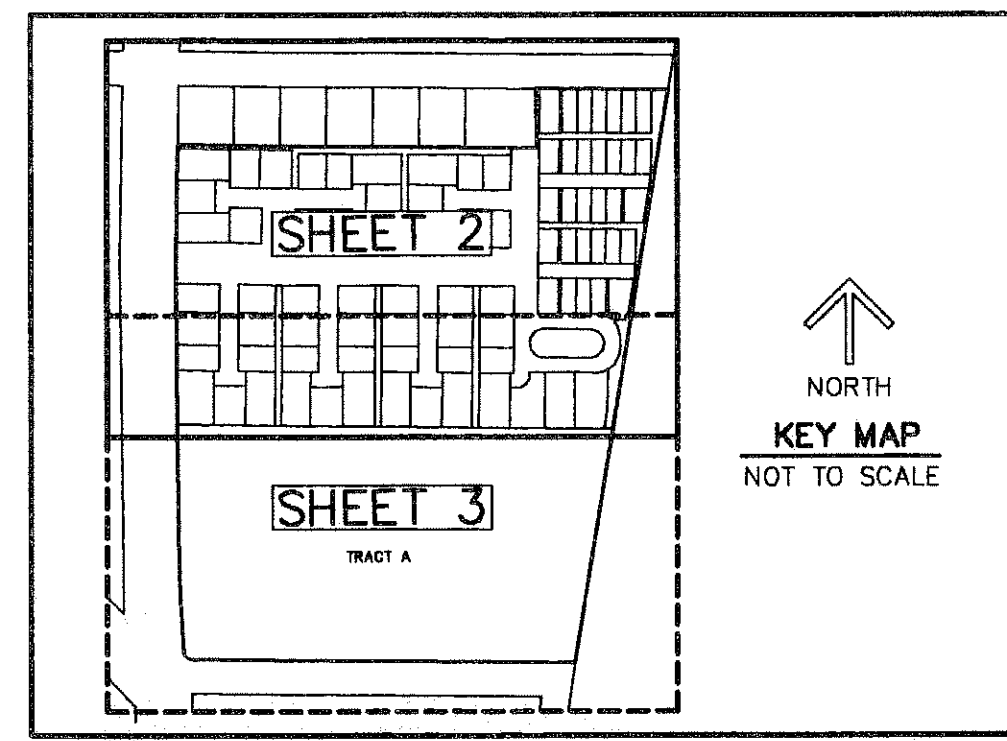 SHEET 2
SHEET 3
TRACT A
NORTH
KEY MAP
NOT TO SCALE